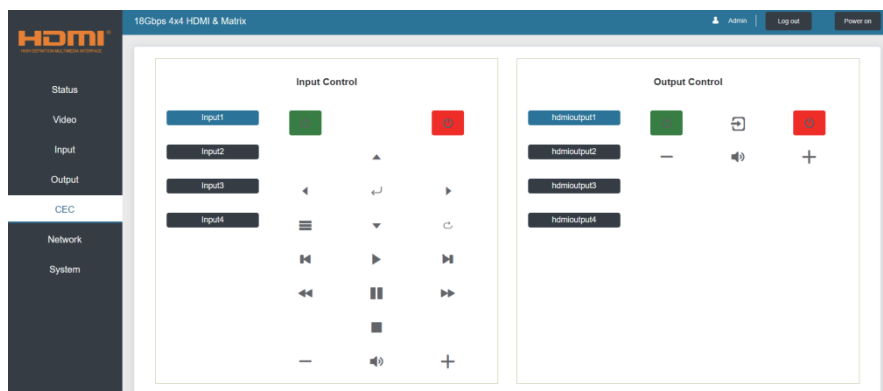 18Gbps 4x4 HDMI & Matrix
Admin
Log out
Power on
HDMI®
HIGH-DEFINITION MULTIMEDIA INTERFACE
Status
Video
Input
Output
CEC
Network
System
Input Control
Input1
Input2
Input3
Input4
Output Control
hdmioutput1
hdmioutput2
hdmioutput3
hdmioutput4